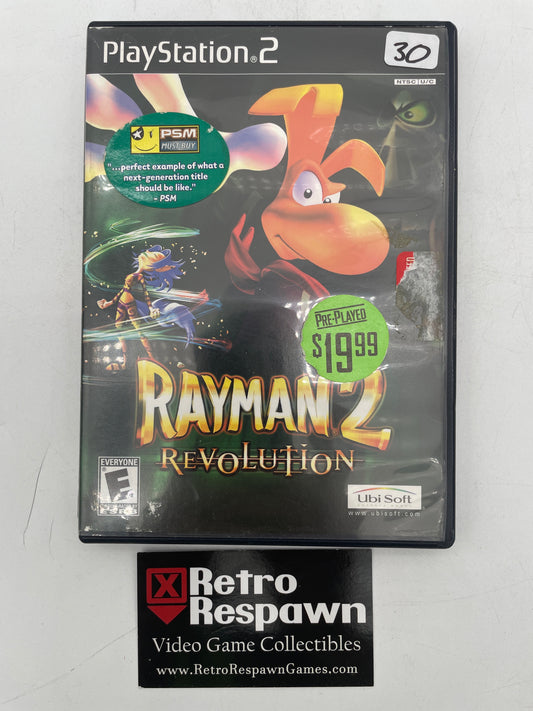 PlayStation®2
30
NTSC U/C
PSM
MUST BUY
"...perfect example of what a
next-generation title
should be like."
- PSM
PRE-PLAYED
$19.99
RAYMAN 2
REVOLUTION
EVERYONE
E
Ubi Soft
www.ubisoft.com
X Retro
Respawn
Video Game Collectibles
www.RetroRespawnGames.com